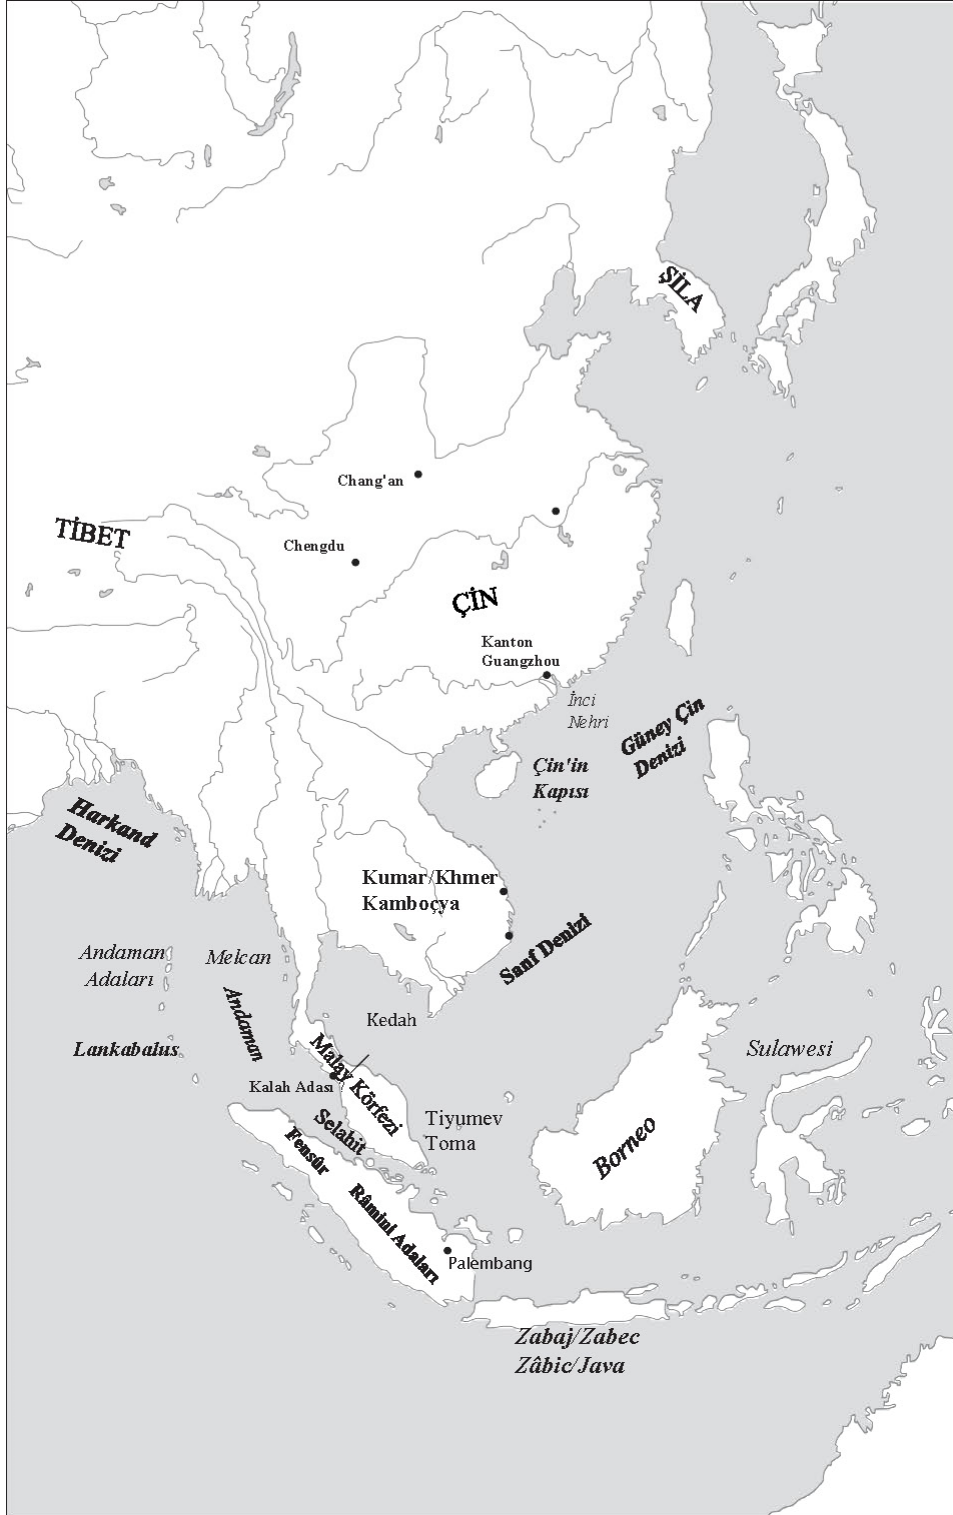 ŞİLA
Chang'an
TİBET
Chengdu
ÇİN
Kanton
Guangzhou
İnci
Nehri
Güney Çin
Denizi
Çin'in
Kapısı
Harkand
Denizi
Kumar/Khmer
Kamboçya
Sanf Denizi
Andaman
Adaları
Melcan
Andaman
Kedah
Lankabalus
Malay Körfezi
Sulawesi
Kalah Adası
Selahit
Tiyumev
Toma
Fensûr
Borneo
Râmini Adaları
Palembang
Zabaj/Zabec
Zâbic/Java